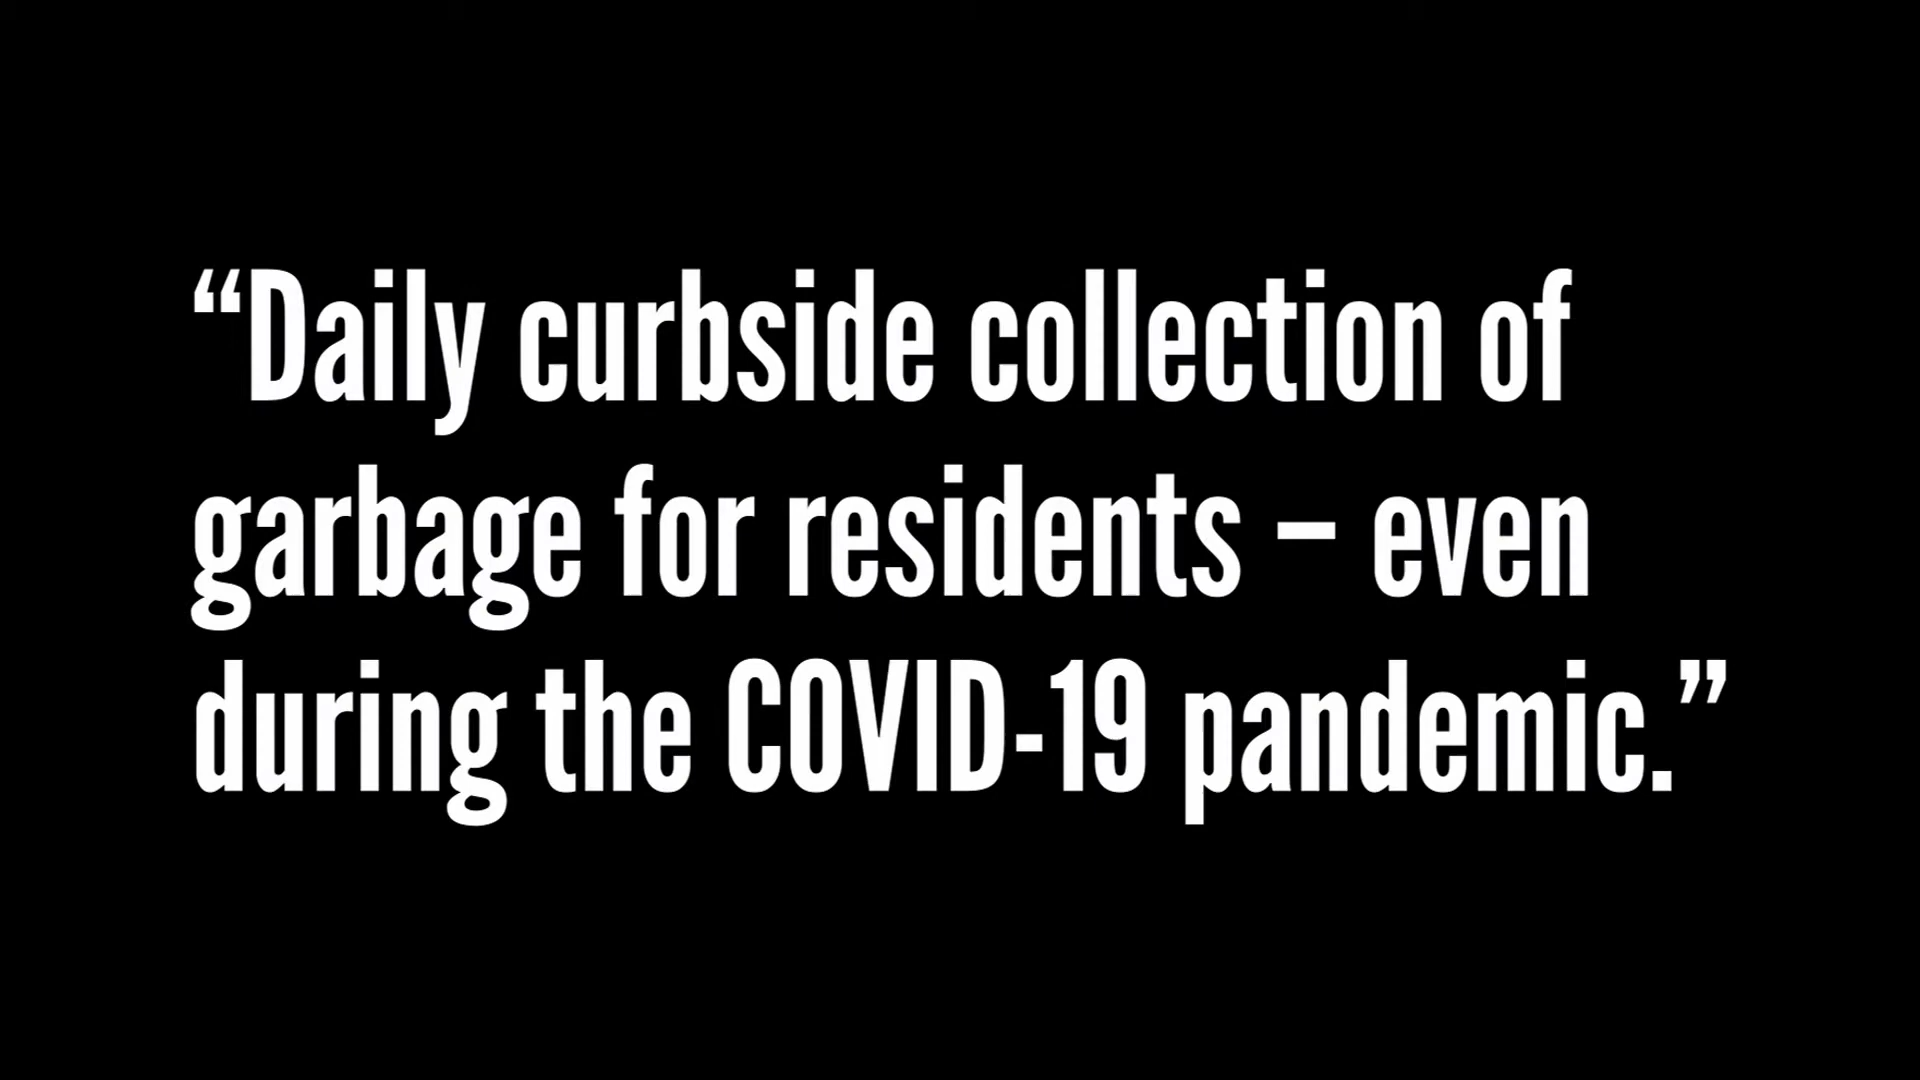 “Daily curbside collection of
garbage for residents – even
during the COVID-19 pandemic.”